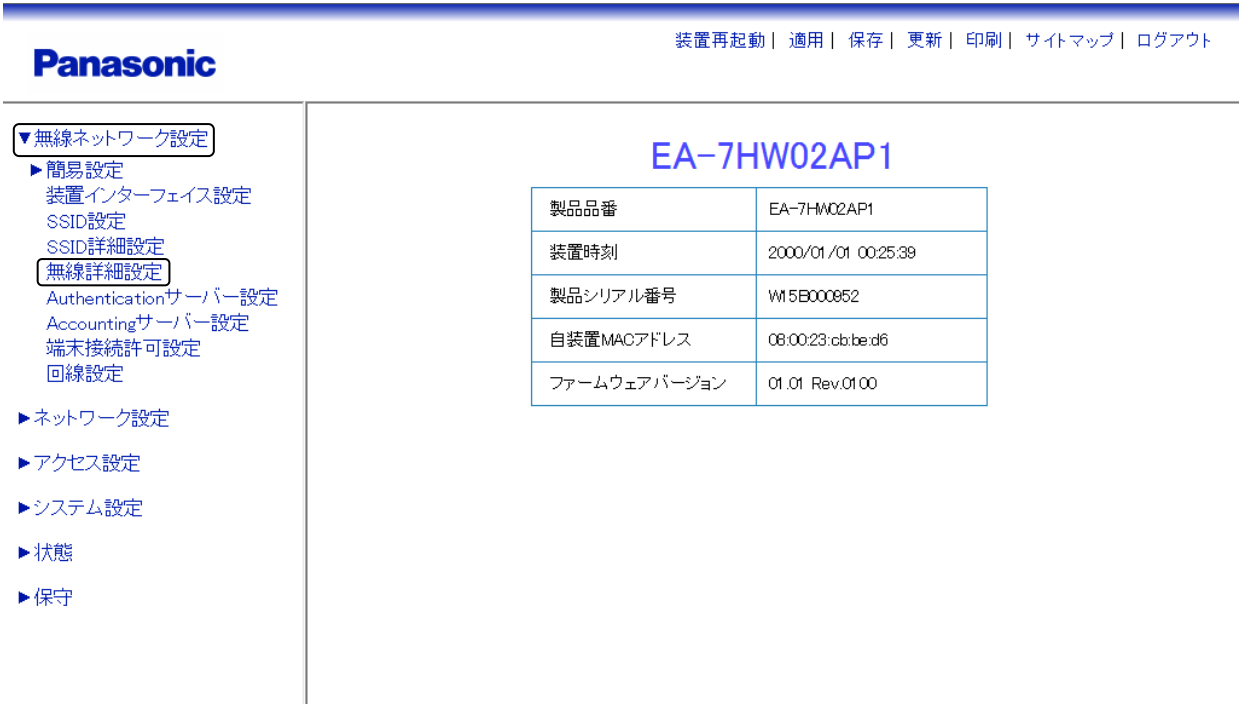 装置再起動| 適用| 保存| 更新| 印刷| サイトマップ| ログアウト
Panasonic
▼無線ネットワーク設定
▶簡易設定
装置インターフェイス設定
SSID設定
SSID詳細設定
無線詳細設定
Authenticationサーバー設定
Accountingサーバー設定
端末接続許可設定
回線設定
▶ネットワーク設定
▶アクセス設定
▶システム設定
▶状態
▶保守
EA-7HW02AP1
製品品番 EA-7HW02AP1
装置時刻 2000/01/01 00:25:39
製品シリアル番号 W15B000952
自装置MACアドレス 08:00:23:cb:be:d6
ファームウェアバージョン 01.01 Rev.0100